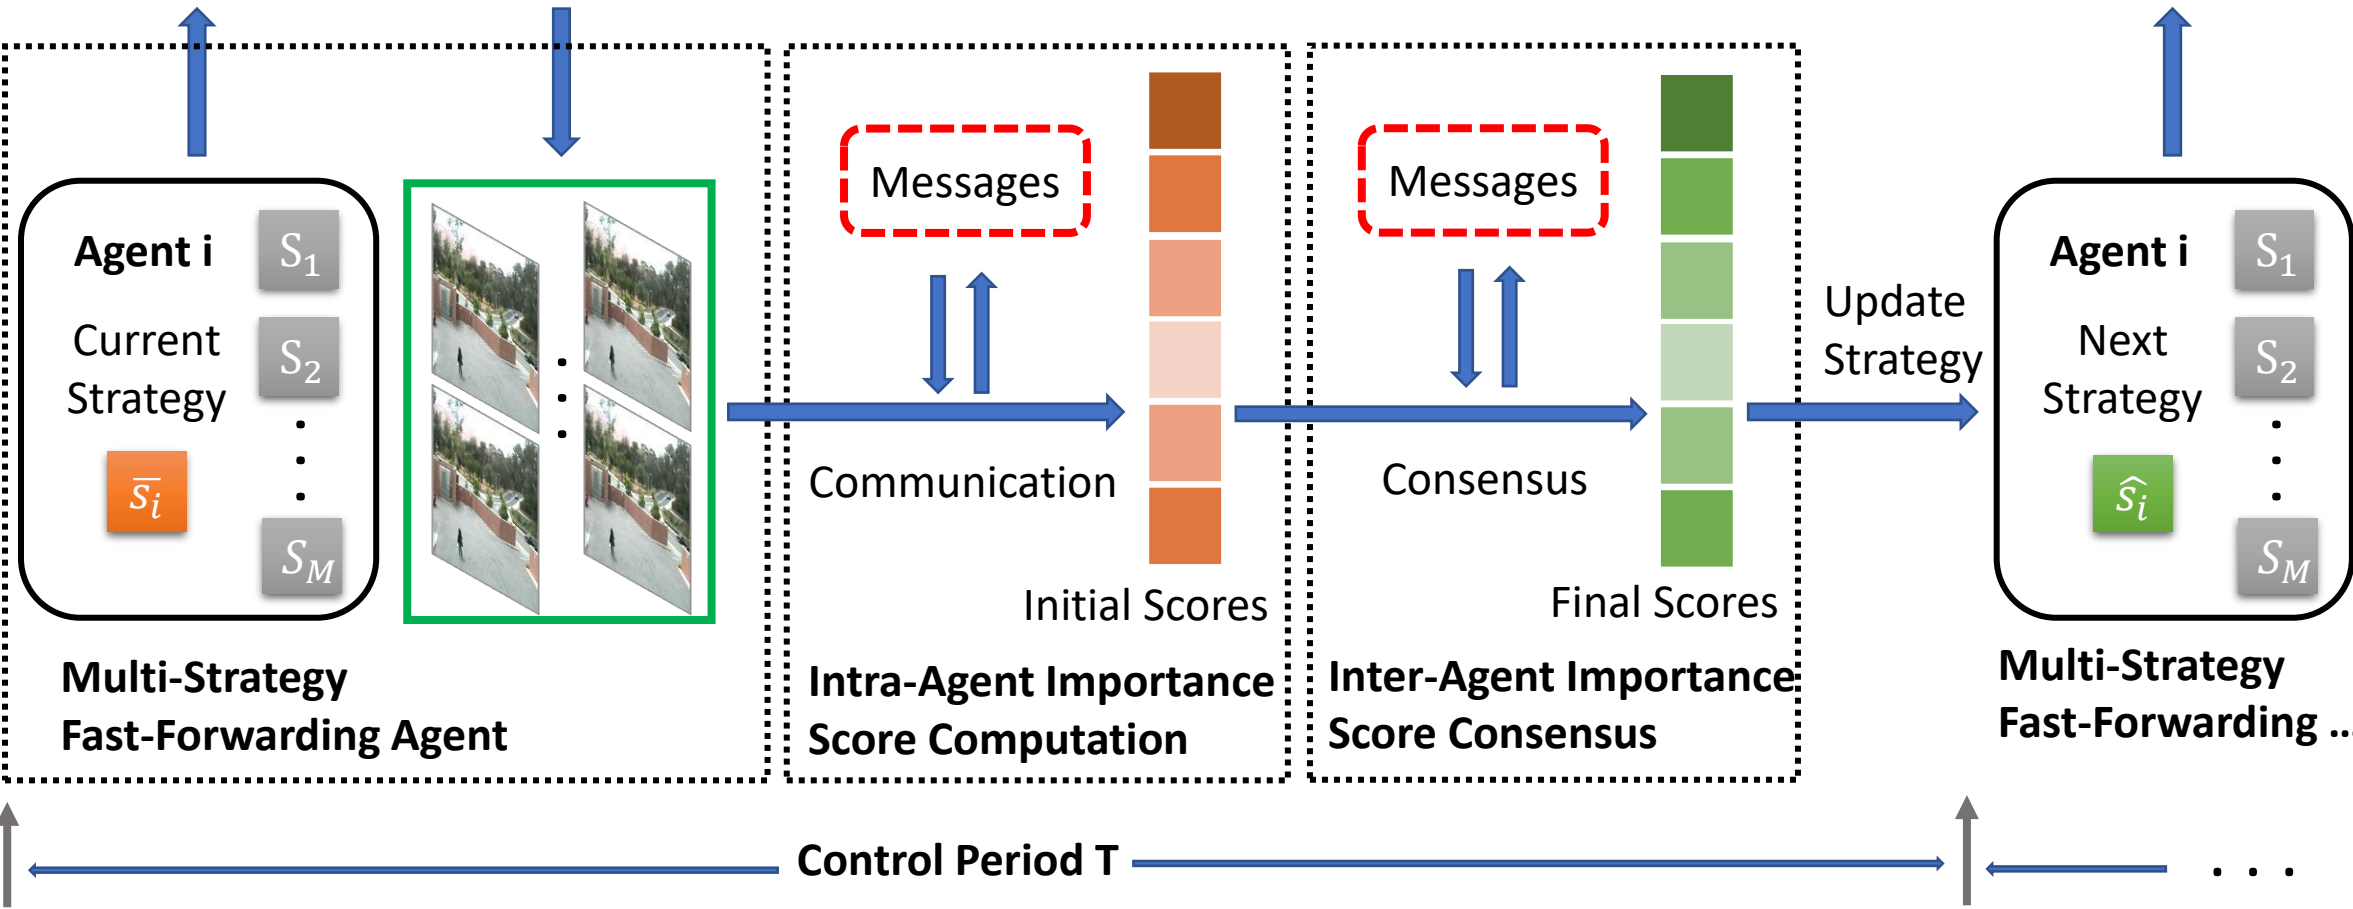 Agent i
Current
Strategy
s̄ᵢ
S₁
S₂
S_M
Multi-Strategy
Fast-Forwarding Agent
Messages
Communication
Initial Scores
Intra-Agent Importance
Score Computation
Messages
Consensus
Final Scores
Inter-Agent Importance
Score Consensus
Update
Strategy
Agent i
Next
Strategy
ŝᵢ
S₁
S₂
S_M
Multi-Strategy
Fast-Forwarding ...
Control Period T
. . .